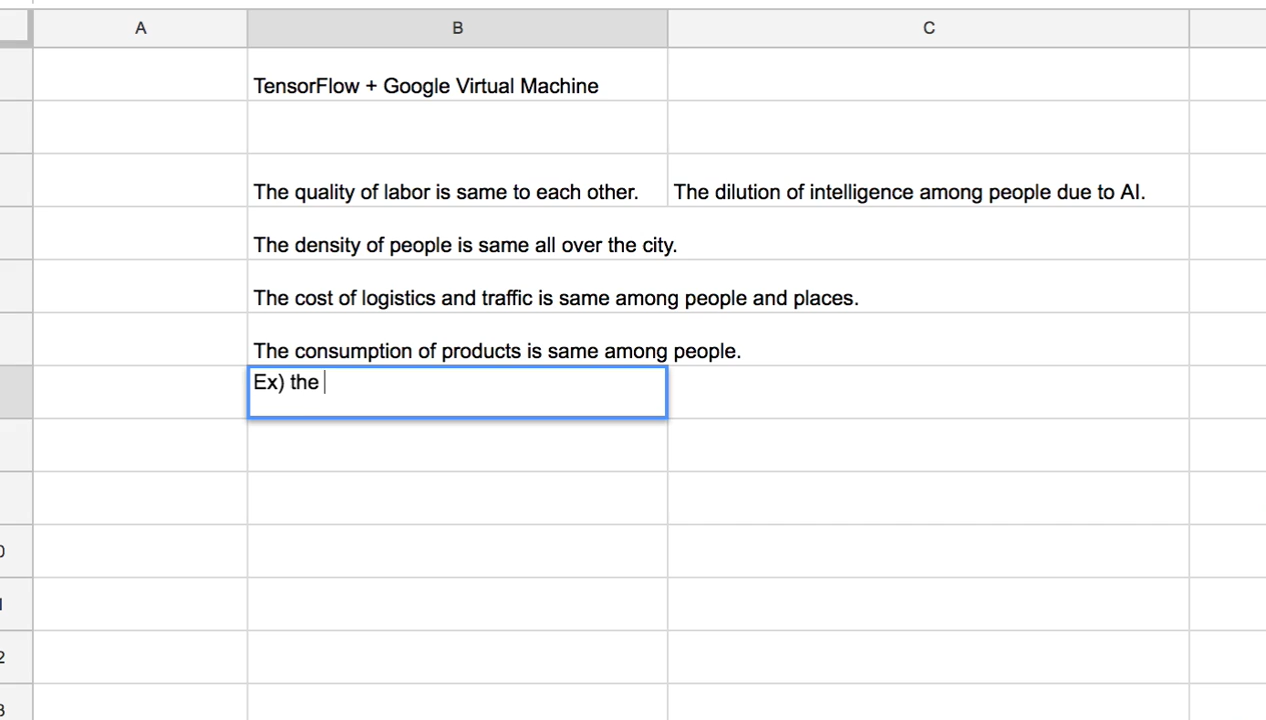 A B C
TensorFlow + Google Virtual Machine
The quality of labor is same to each other. The dilution of intelligence among people due to AI.
The density of people is same all over the city.
The cost of logistics and traffic is same among people and places.
The consumption of products is same among people.
Ex) the